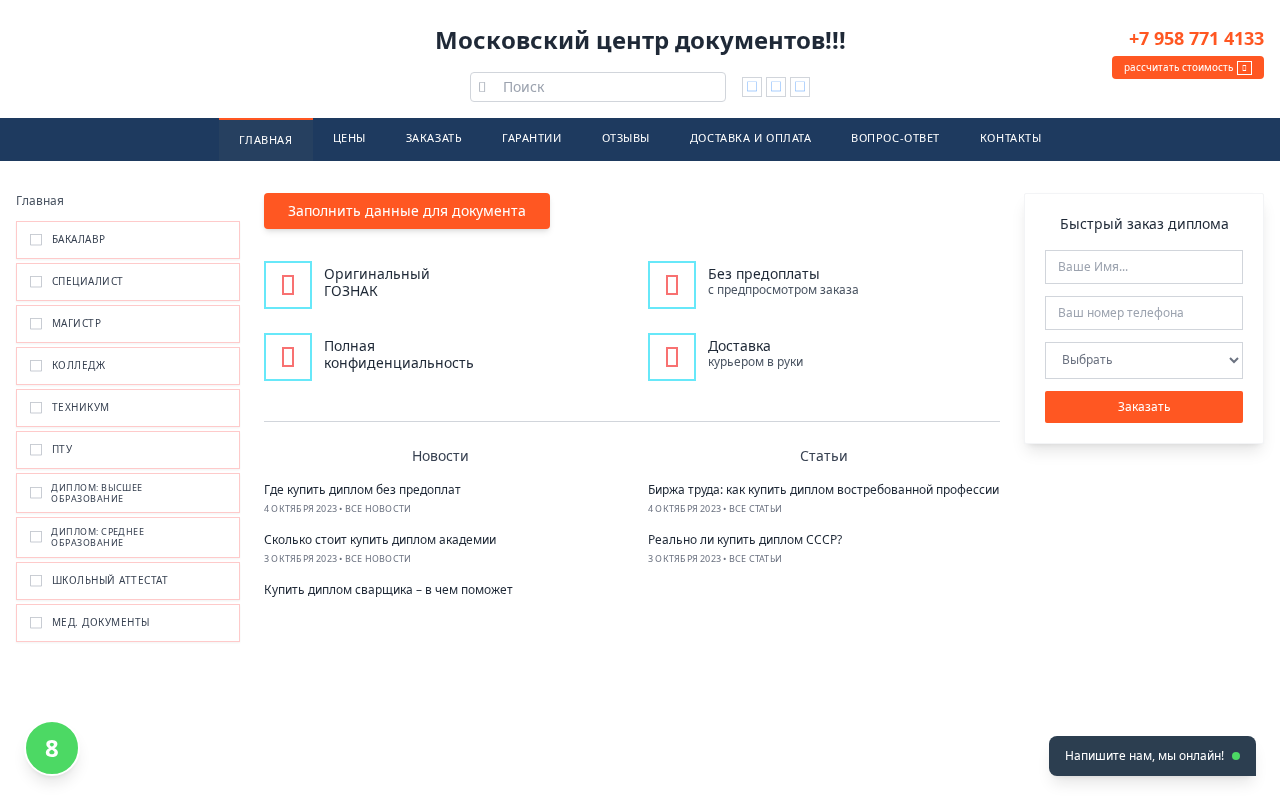 Московский центр документов!!!
+7 958 771 4133
рассчитать стоимость
Поиск
ГЛАВНАЯ ЦЕНЫ ЗАКАЗАТЬ ГАРАНТИИ ОТЗЫВЫ ДОСТАВКА И ОПЛАТА ВОПРОС-ОТВЕТ КОНТАКТЫ
Главная
БАКАЛАВР
СПЕЦИАЛИСТ
МАГИСТР
КОЛЛЕДЖ
ТЕХНИКУМ
ПТУ
ДИПЛОМ: ВЫСШЕЕ
ОБРАЗОВАНИЕ
ДИПЛОМ: СРЕДНЕЕ
ОБРАЗОВАНИЕ
ШКОЛЬНЫЙ АТТЕСТАТ
МЕД. ДОКУМЕНТЫ
Заполнить данные для документа
Оригинальный
ГОЗНАК
Без предоплаты
с предпросмотром заказа
Полная
конфиденциальность
Доставка
курьером в руки
Новости
Где купить диплом без предоплат
4 ОКТЯБРЯ 2023 • ВСЕ НОВОСТИ
Сколько стоит купить диплом академии
3 ОКТЯБРЯ 2023 • ВСЕ НОВОСТИ
Купить диплом сварщика – в чем поможет
Статьи
Биржа труда: как купить диплом востребованной профессии
4 ОКТЯБРЯ 2023 • ВСЕ СТАТЬИ
Реально ли купить диплом СССР?
3 ОКТЯБРЯ 2023 • ВСЕ СТАТЬИ
Быстрый заказ диплома
Ваше Имя...
Ваш номер телефона
Выбрать
Заказать
8
Напишите нам, мы онлайн!